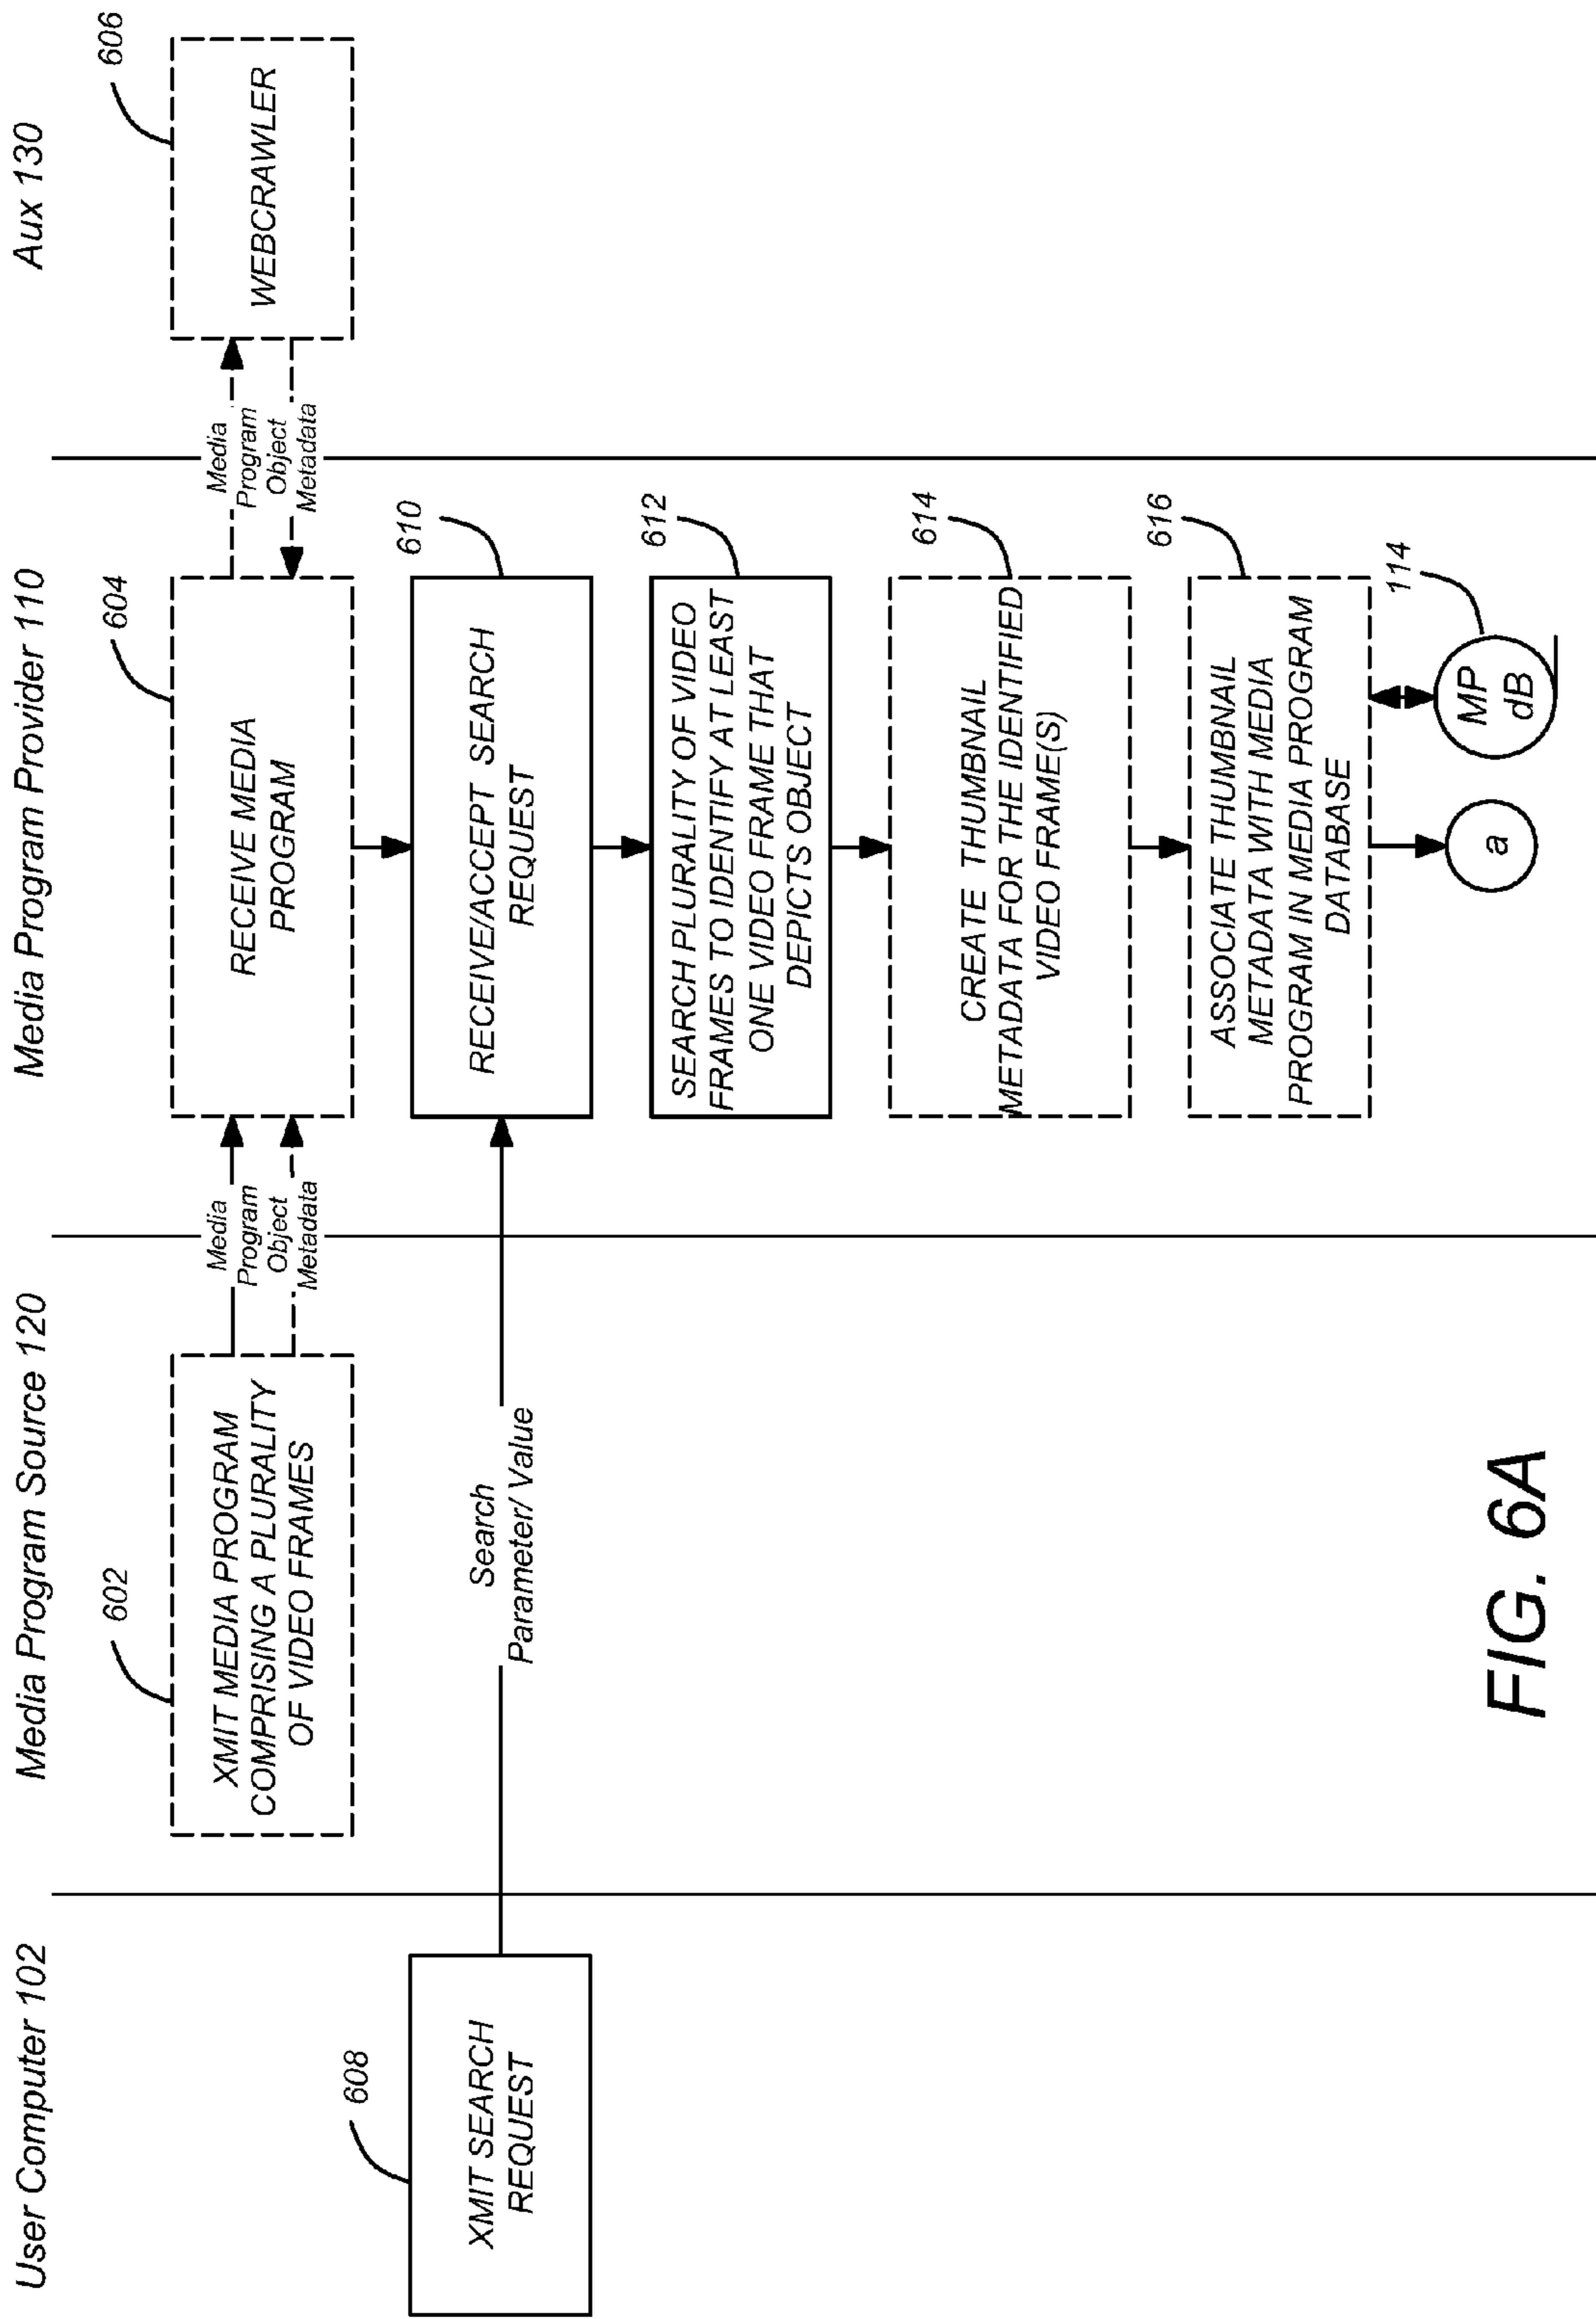 User Computer 102
Media Program Source 120
Media Program Provider 110
Aux 130
602
XMIT MEDIA PROGRAM
COMPRISING A PLURALITY
OF VIDEO FRAMES
Media
Program
Object
Metadata
604
RECEIVE MEDIA
PROGRAM
Media
Program
Object
Metadata
606
WEBCRAWLER
608
XMIT SEARCH
REQUEST
Search
Parameter/ Value
610
RECEIVE/ACCEPT SEARCH
REQUEST
612
SEARCH PLURALITY OF VIDEO
FRAMES TO IDENTIFY AT LEAST
ONE VIDEO FRAME THAT
DEPICTS OBJECT
614
CREATE THUMBNAIL
METADATA FOR THE IDENTIFIED
VIDEO FRAME(S)
616
ASSOCIATE THUMBNAIL
METADATA WITH MEDIA
PROGRAM IN MEDIA PROGRAM
DATABASE
114
a
MP
dB
FIG. 6A